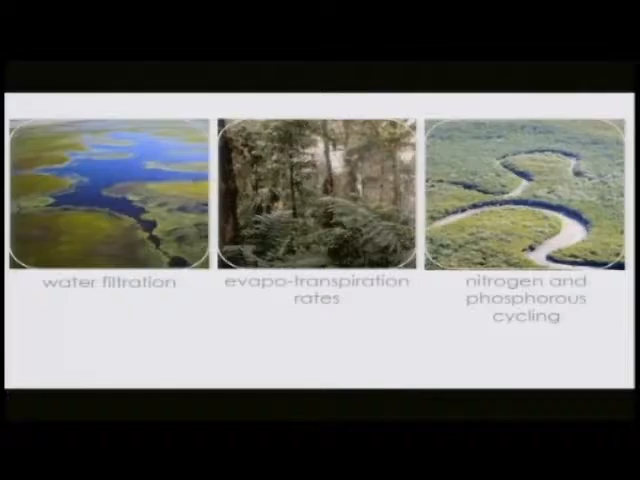 water filtration
evapo-transpiration
rates
nitrogen and
phosphorous
cycling